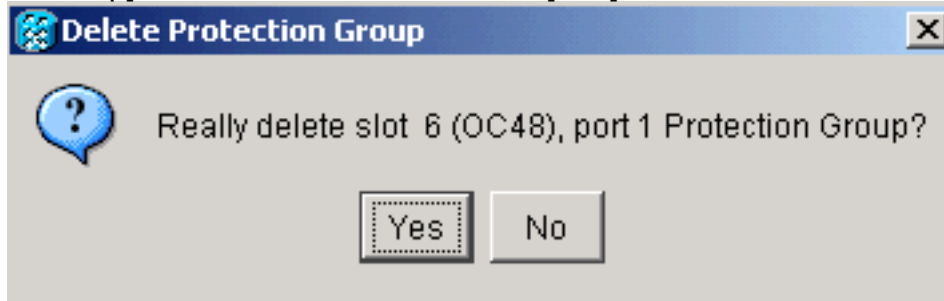 Delete Protection Group
Really delete slot 6 (OC48), port 1 Protection Group?
Yes No